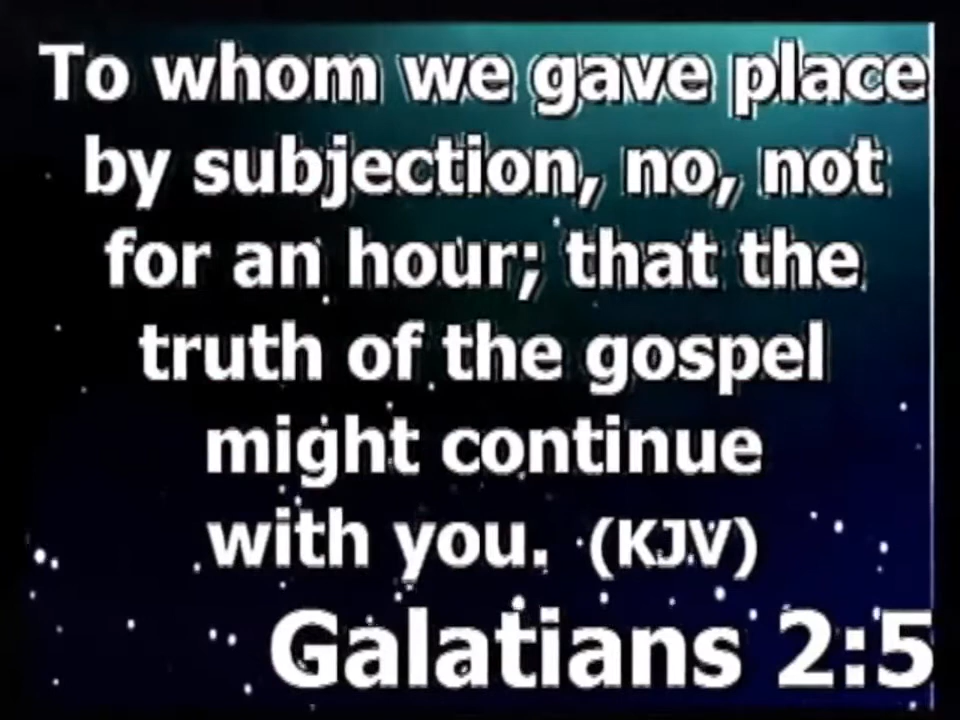 To whom we gave place
by subjection, no, not
for an hour; that the
truth of the gospel
might continue
with you. (KJV)
Galatians 2:5